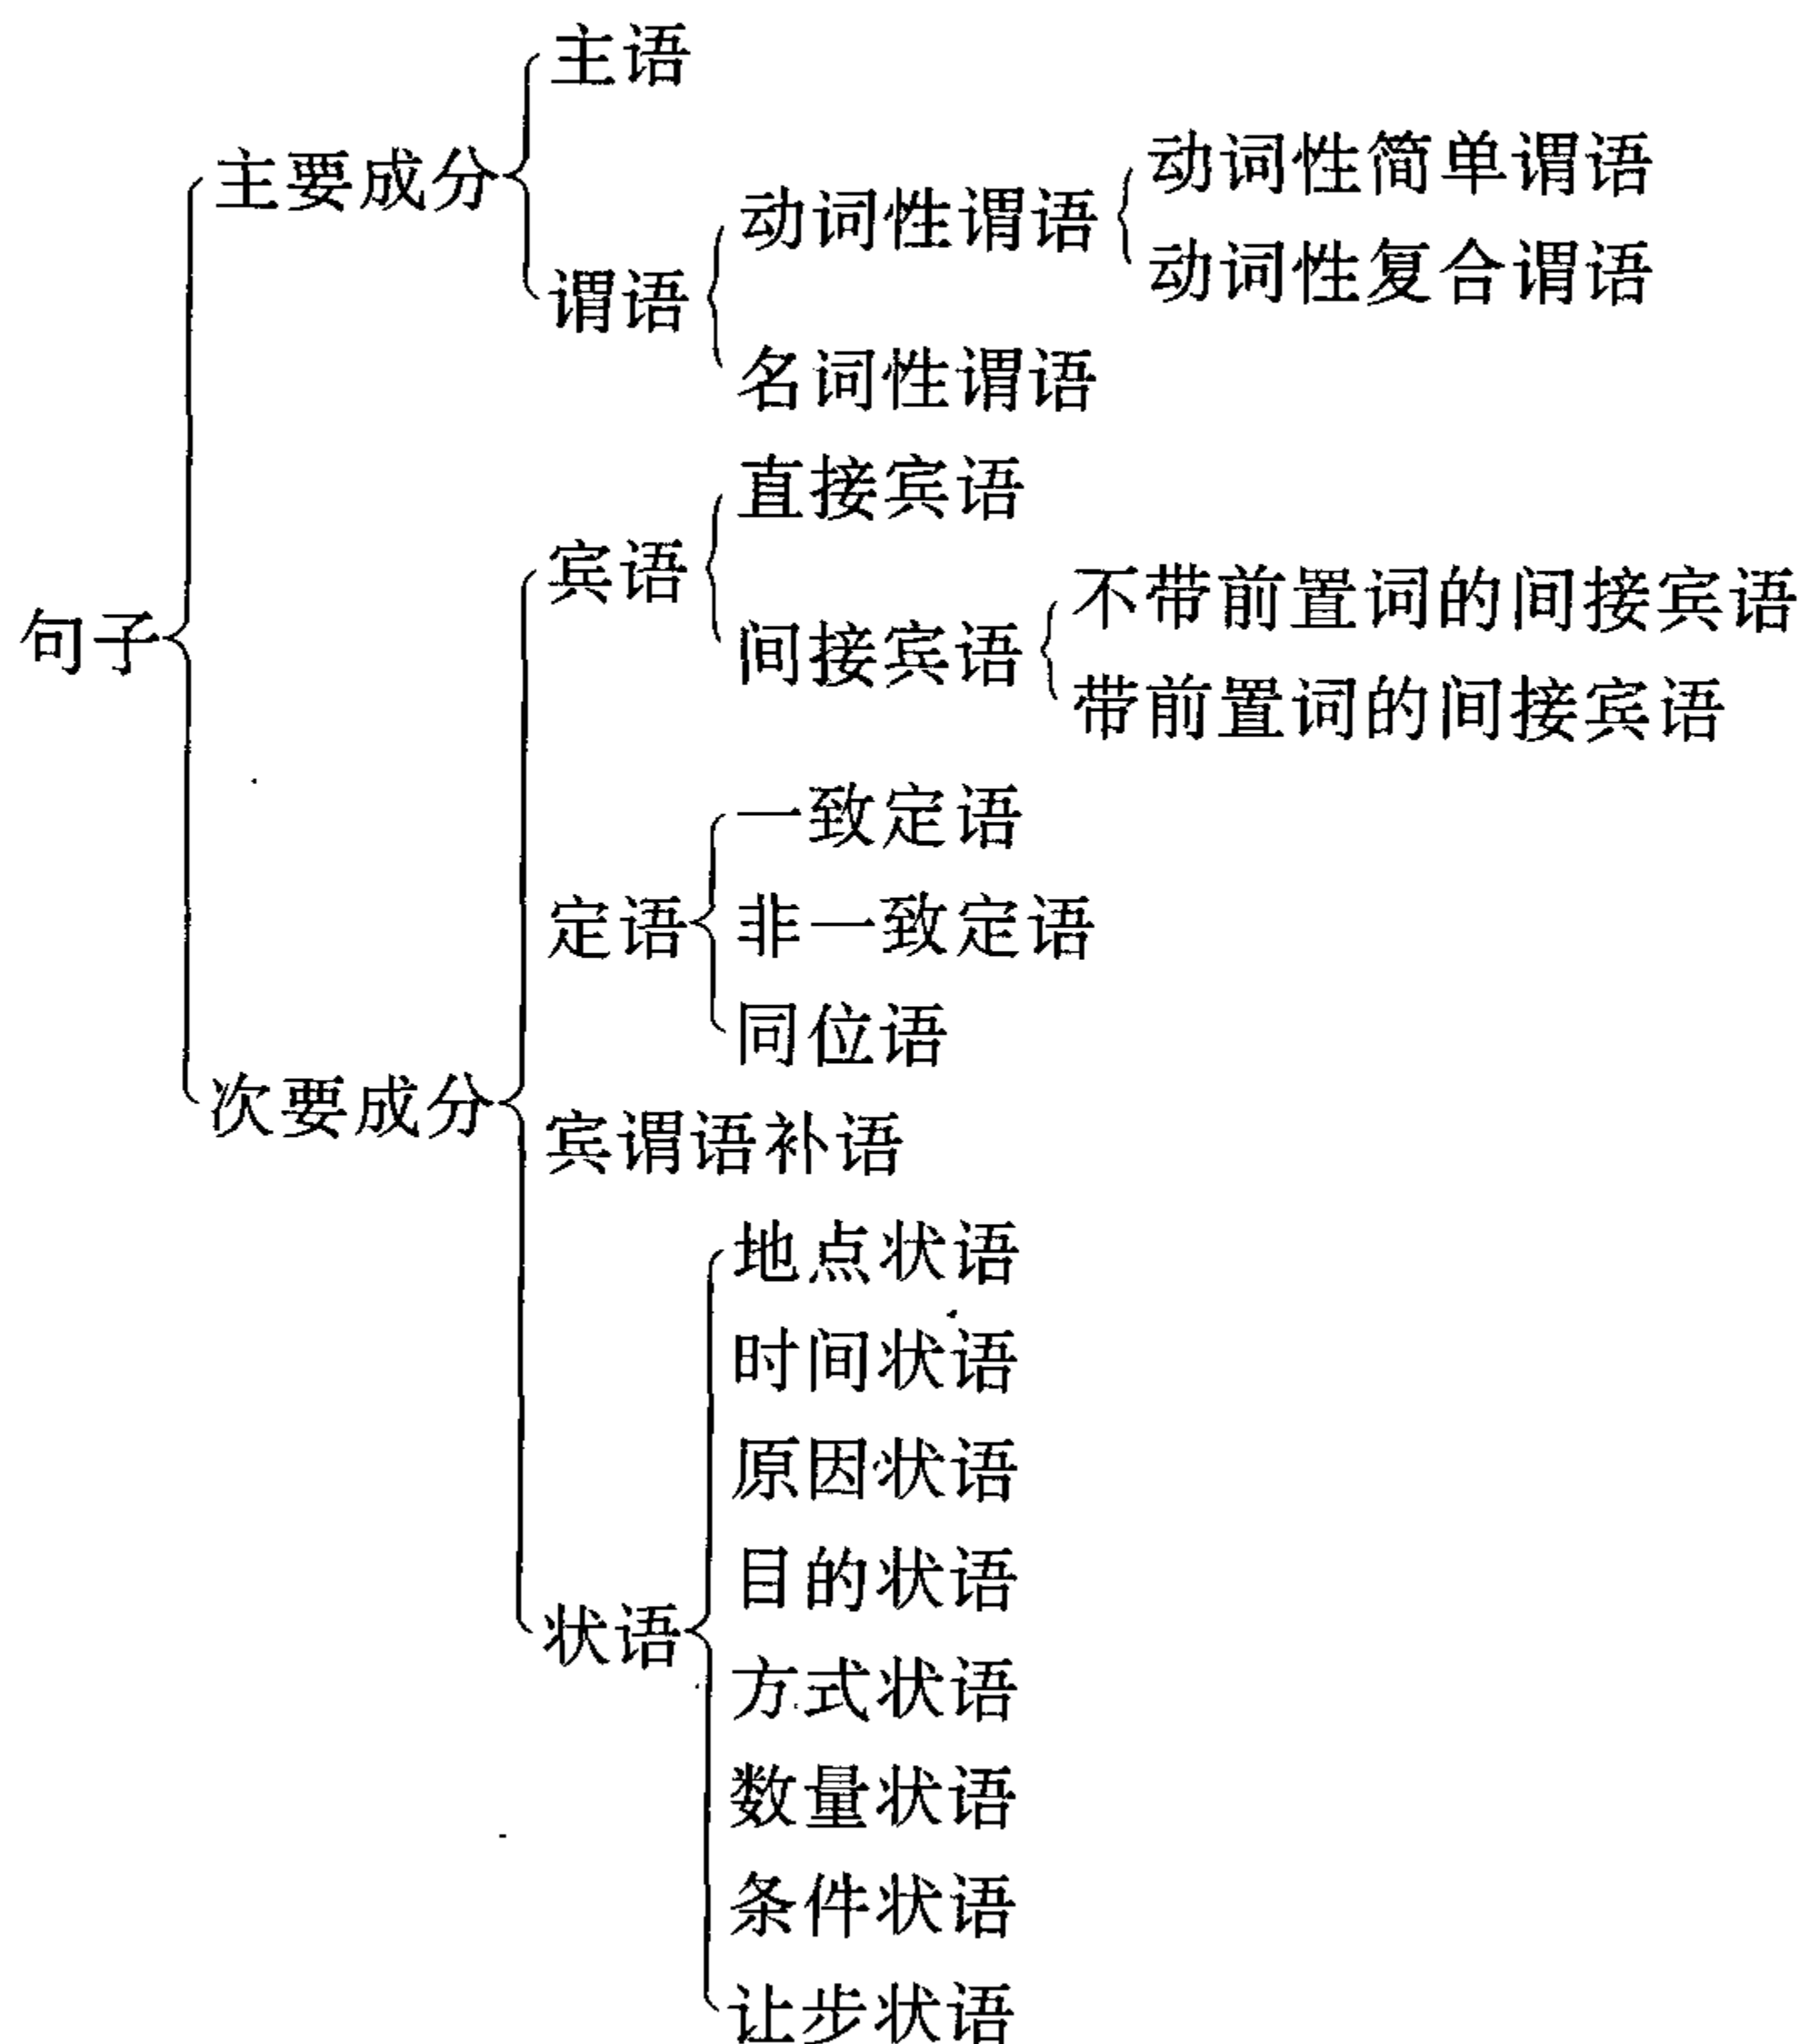 主语
主要成分
动词性谓语
动词性简单谓语
动词性复合谓语
谓语
名词性谓语
句子
宾语
直接宾语
间接宾语
不带前置词的间接宾语
带前置词的间接宾语
定语
一致定语
非一致定语
同位语
次要成分
宾谓语补语
状语
地点状语
时间状语
原因状语
目的状语
方式状语
数量状语
条件状语
让步状语